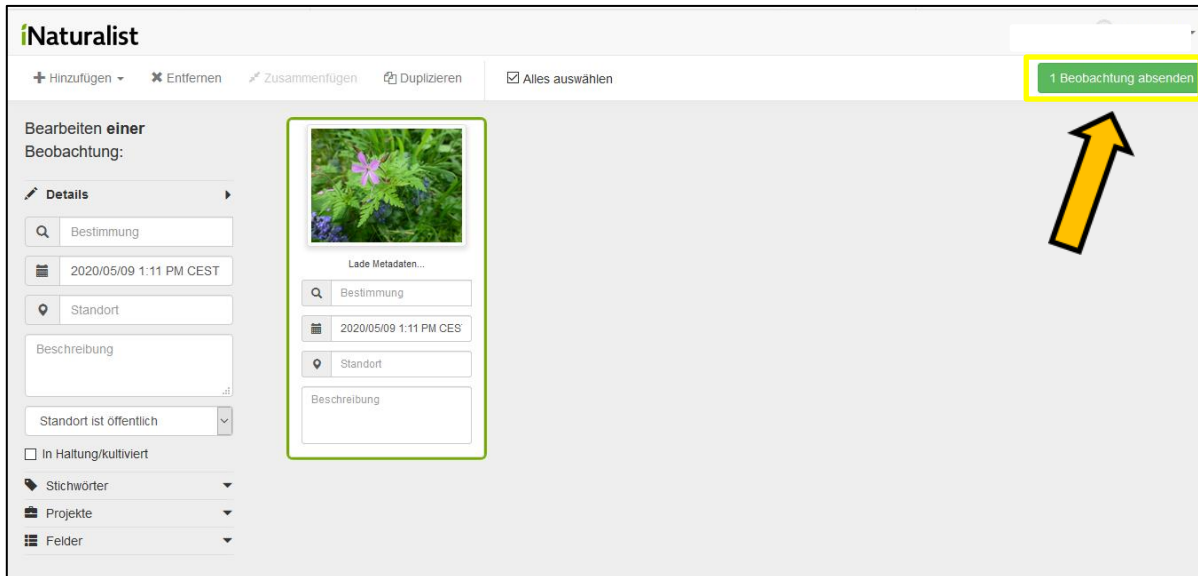 iNaturalist
Hinzufügen Entfernen Zusammenfügen Duplizieren Alles auswählen 1 Beobachtung absenden
Bearbeiten einer
Beobachtung:
Details
Bestimmung
2020/05/09 1:11 PM CEST
Standort
Beschreibung
Standort ist öffentlich
In Haltung/kultiviert
Stichwörter
Projekte
Felder
Lade Metadaten...
Bestimmung
2020/05/09 1:11 PM CES
Standort
Beschreibung